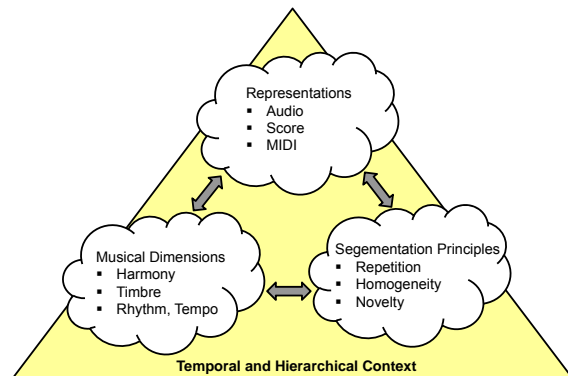 Representations
▪ Audio
▪ Score
▪ MIDI
Musical Dimensions
▪ Harmony
▪ Timbre
▪ Rhythm, Tempo
Segementation Principles
▪ Repetition
▪ Homogeneity
▪ Novelty
Temporal and Hierarchical Context